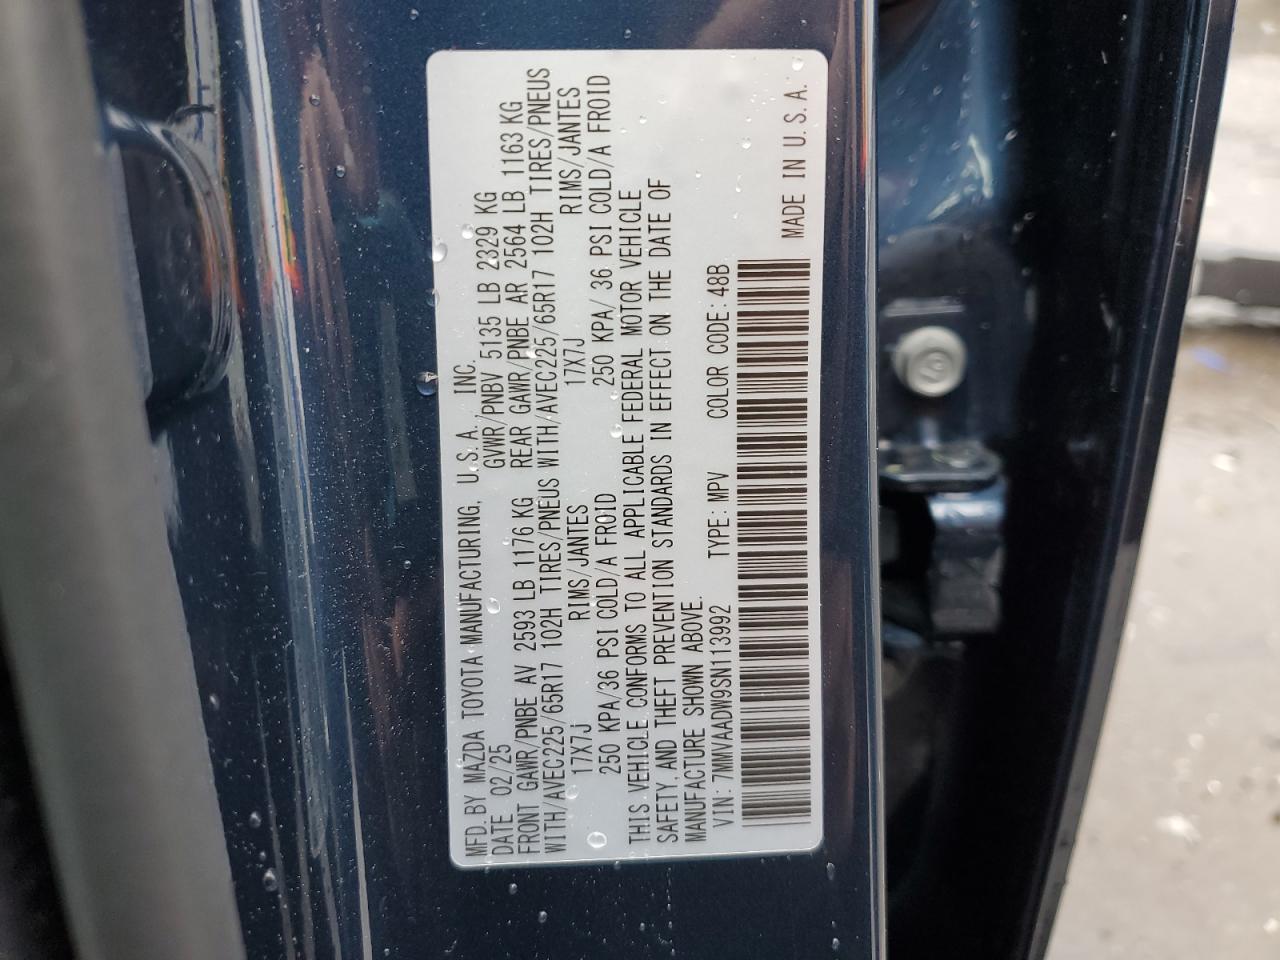 MFD. BY MAZDA TOYOTA MANUFACTURING, U.S.A. INC.
DATE 02/25 GVWR/PNBV 5135 LB 2329 KG
FRONT GAWR/PNBE AV 2593 LB 1176 KG REAR GAWR/PNBE AR 2564 LB 1163 KG
WITH/AVEC225/65R17 102H TIRES/PNEUS WITH/AVEC225/65R17 102H TIRES/PNEUS
17X7J RIMS/JANTES 17X7J RIMS/JANTES
250 KPA/36 PSI COLD/A FROID 250 KPA/ 36 PSI COLD/A FROID
THIS VEHICLE CONFORMS TO ALL APPLICABLE FEDERAL MOTOR VEHICLE
SAFETY, AND THEFT PREVENTION STANDARDS IN EFFECT ON THE DATE OF
MANUFACTURE SHOWN ABOVE.
VIN: 7MMVAADW9SN113992 TYPE: MPV COLOR CODE: 48B
MADE IN U.S.A.